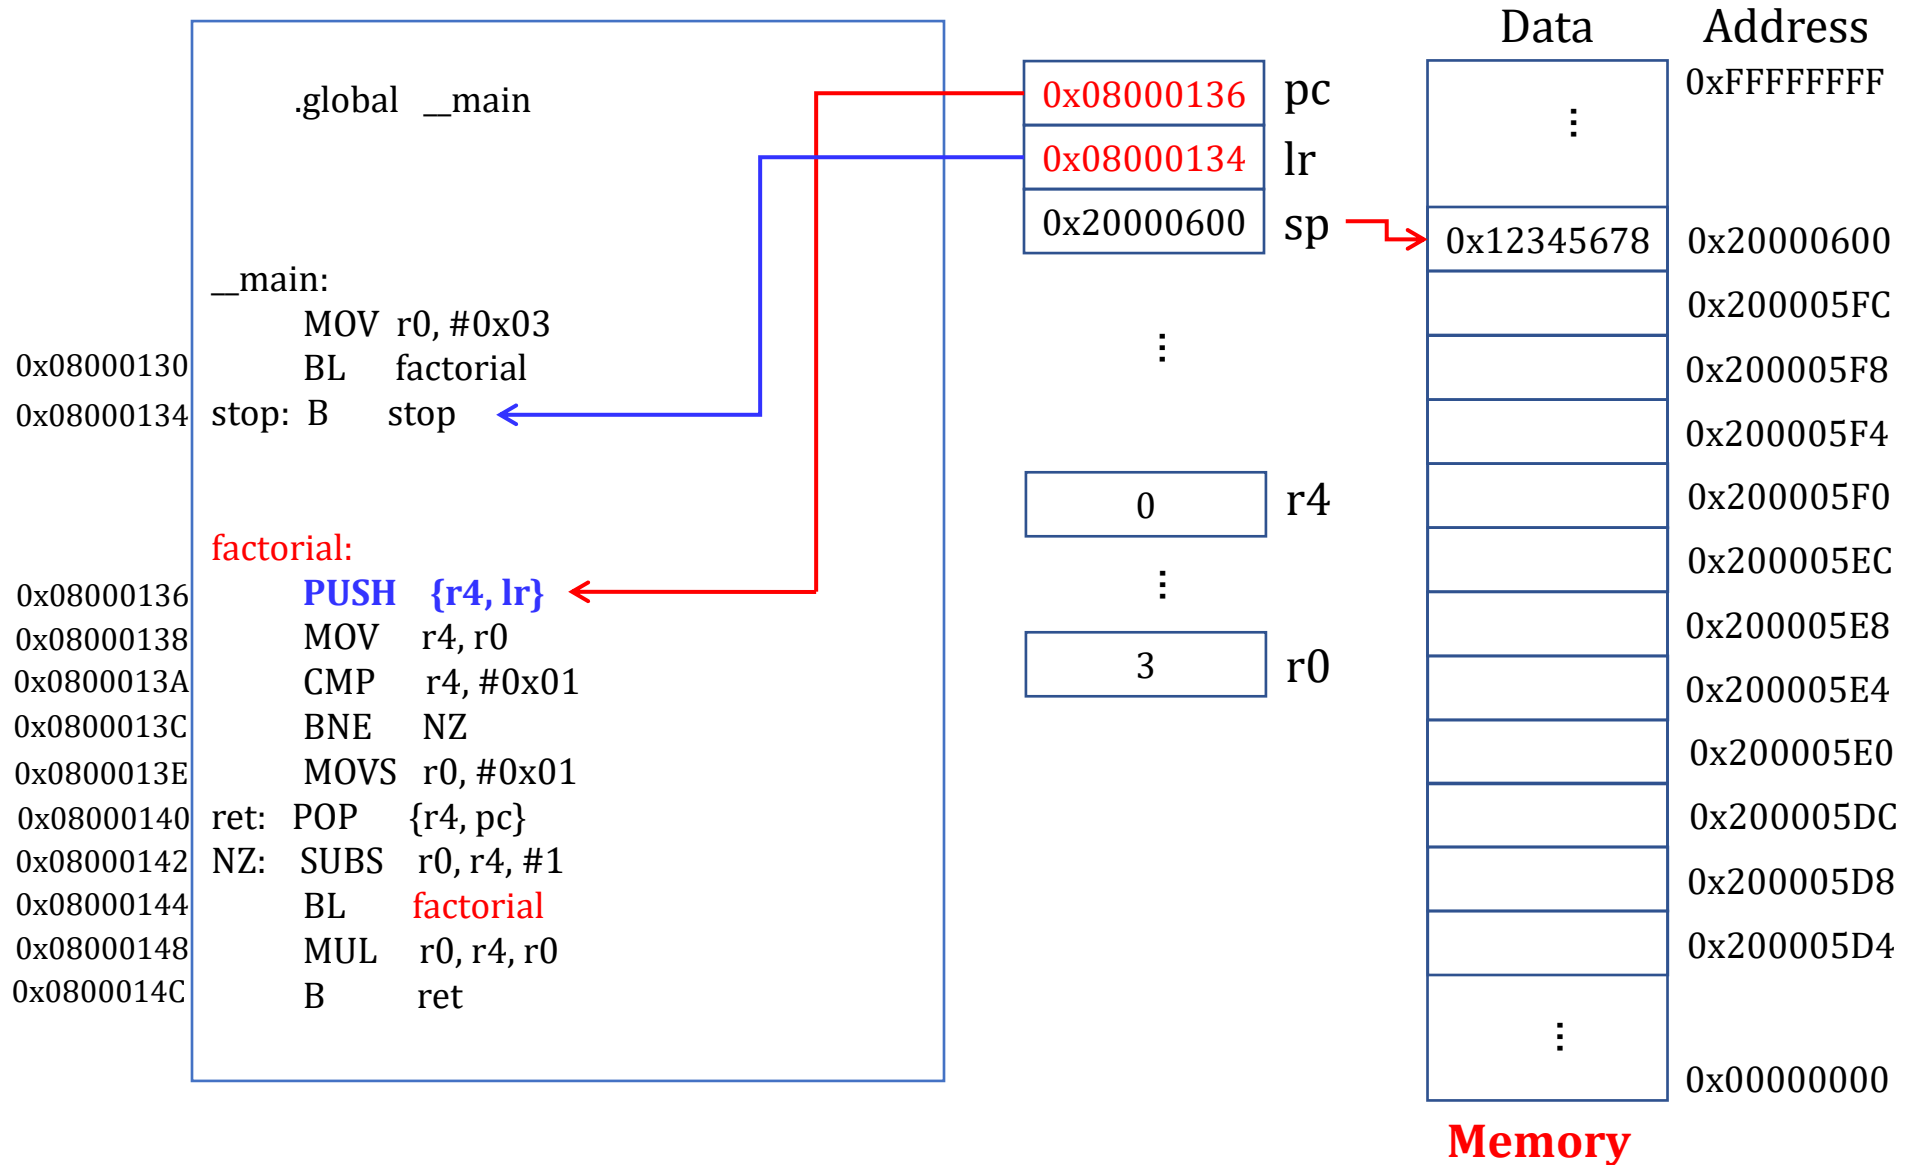 .global __main
__main:
MOV r0, #0x03
0x08000130 BL factorial
0x08000134 stop: B stop
factorial:
0x08000136 PUSH {r4, lr}
0x08000138 MOV r4, r0
0x0800013A CMP r4, #0x01
0x0800013C BNE NZ
0x0800013E MOVS r0, #0x01
0x08000140 ret: POP {r4, pc}
0x08000142 NZ: SUBS r0, r4, #1
0x08000144 BL factorial
0x08000148 MUL r0, r4, r0
0x0800014C B ret
0x08000136 pc
0x08000134 lr
0x20000600 sp
⋮
0 r4
⋮
3 r0
Data Address
0xFFFFFFFF
⋮
0x12345678 0x20000600
0x200005FC
0x200005F8
0x200005F4
0x200005F0
0x200005EC
0x200005E8
0x200005E4
0x200005E0
0x200005DC
0x200005D8
0x200005D4
⋮
0x00000000
Memory